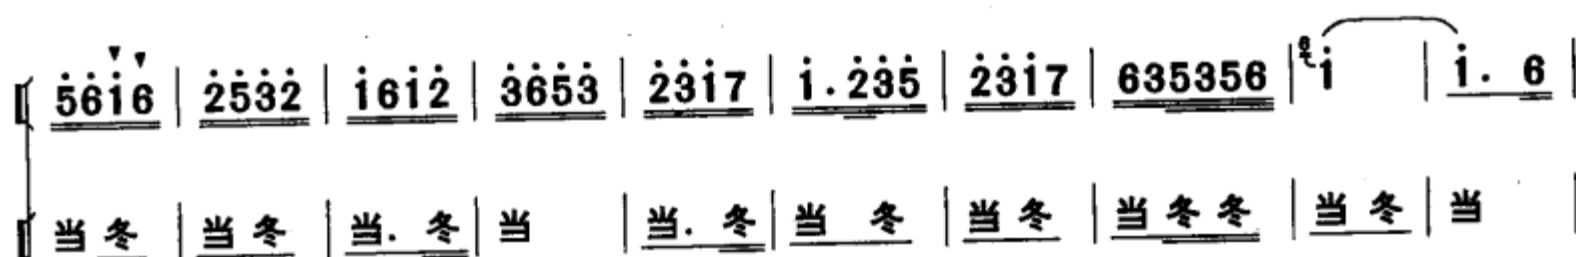 5616 | 2532 | 1612 | 3653 | 2317 | 1.235 | 2317 | 635356 | 6 1 | 1. 6 |
当 冬 | 当 冬 | 当. 冬 | 当 | 当. 冬 | 当 冬 | 当 冬 | 当 冬 冬 | 当 冬 | 当 |